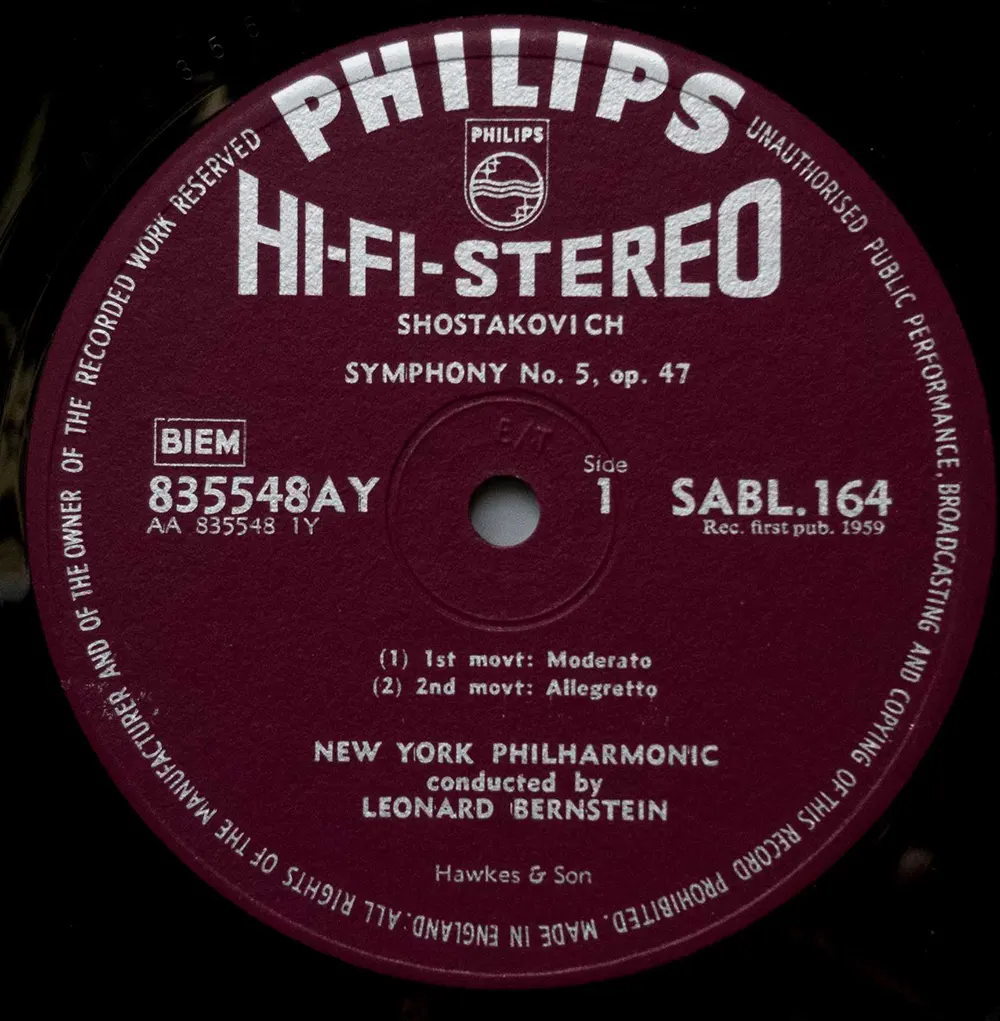 PHILIPS
PHILIPS
HI-FI-STEREO
SHOSTAKOVICH
SYMPHONY No. 5, op. 47
E/T
BIEM
Side
835548AY
1
SABL.164
AA 835548 1Y
Rec. first pub. 1959
(1) 1st movt: Moderato
(2) 2nd movt: Allegretto
NEW YORK PHILHARMONIC
conducted by
LEONARD BERNSTEIN
Hawkes & Son
ALL RIGHTS OF THE MANUFACTURER AND OF THE OWNER OF THE RECORDED WORK RESERVED
UNAUTHORISED PUBLIC PERFORMANCE, BROADCASTING AND COPYING OF THIS RECORD PROHIBITED. MADE IN ENGLAND.